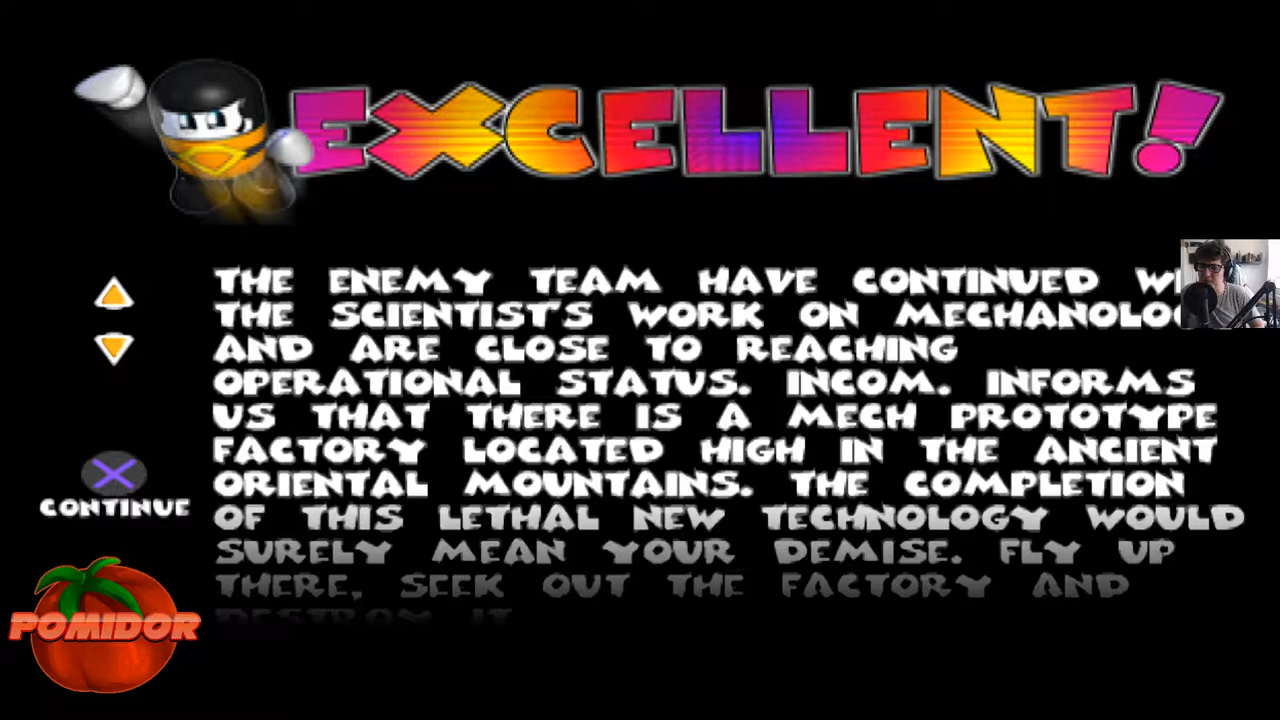 EXCELLENT!
THE ENEMY TEAM HAVE CONTINUED
THE SCIENTIST'S WORK ON
AND ARE CLOSE TO REACHING
OPERATIONAL STATUS. INCOM. INFORMS
US THAT THERE IS A MECH PROTOTYPE
FACTORY LOCATED HIGH IN THE ANCIENT
ORIENTAL MOUNTAINS. THE COMPLETION
OF THIS LETHAL NEW TECHNOLOGY WOULD
SURELY MEAN YOUR DEMISE. FLY UP
THERE, SEEK OUT THE FACTORY AND
DESTROY IT
CONTINUE
POMIDOR